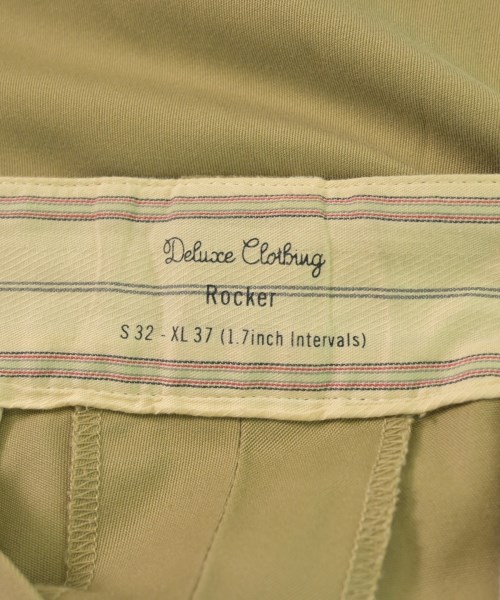 Deluxe Clothing
Rocker
S 32 - XL 37 (1.7inch Intervals)